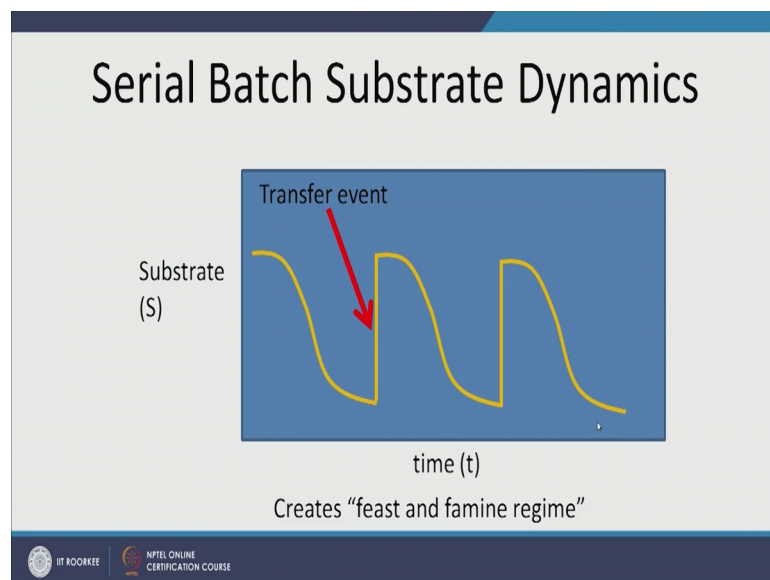 Serial Batch Substrate Dynamics
Transfer event
Substrate
(S)
time (t)
Creates “feast and famine regime”
IIT ROORKEE
NPTEL
NPTEL ONLINE
CERTIFICATION COURSE